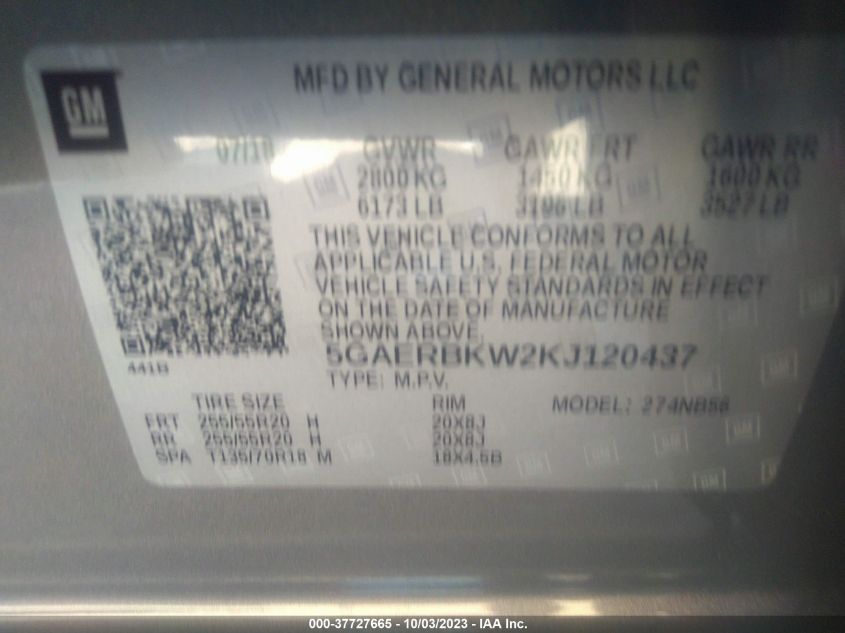 GM
MFD BY GENERAL MOTORS LLC
07/18 GVWR GAWR FRT GAWR RR
2800 KG 1450 KG 1600 KG
6173 LB 3196 LB 3527 LB
THIS VEHICLE CONFORMS TO ALL
APPLICABLE U.S. FEDERAL MOTOR
VEHICLE SAFETY STANDARDS IN EFFECT
ON THE DATE OF MANUFACTURE
SHOWN ABOVE.
5GAERBKW2KJ120437
441B
TYPE: M.P.V.
TIRE SIZE RIM MODEL: 274NB56
FRT 255/55R20 H 20X8J
RR 255/55R20 H 20X8J
SPA T135/70R18 M 18X4.5B
000-37727665 - 10/03/2023 - IAA Inc.